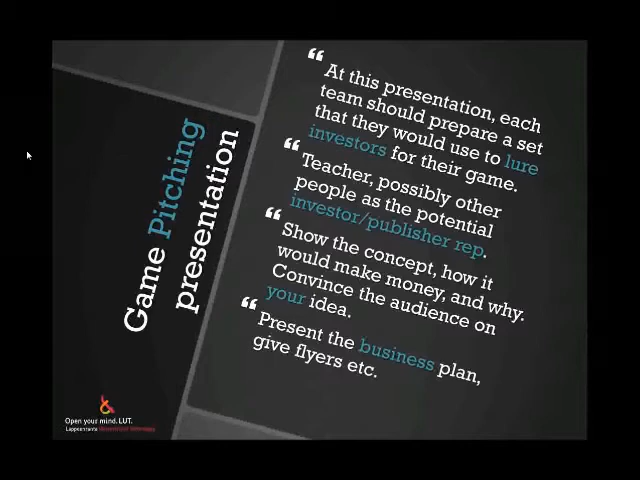 Game Pitching
presentation
At this presentation, each
team should prepare a set
that they would use to lure
investors for their game.
Teacher, possibly other
people as the potential
investor/publisher rep.
Show the concept, how it
would make money, and why.
Convince the audience on
your idea.
Present the business plan,
give flyers etc.
Open your mind. LUT.
Lappeenranta